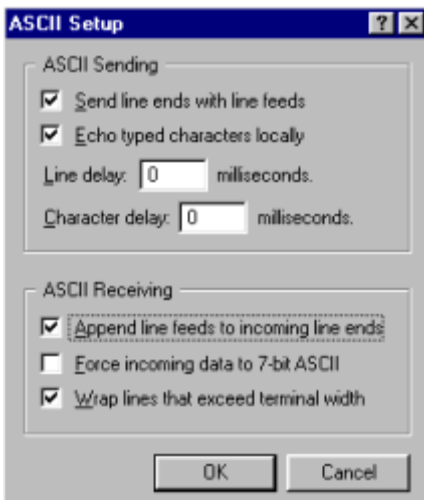 ASCII Setup
ASCII Sending
Send line ends with line feeds
Echo typed characters locally
Line delay: 0 milliseconds.
Character delay: 0 milliseconds.
ASCII Receiving
Append line feeds to incoming line ends
Force incoming data to 7-bit ASCII
Wrap lines that exceed terminal width
OK Cancel